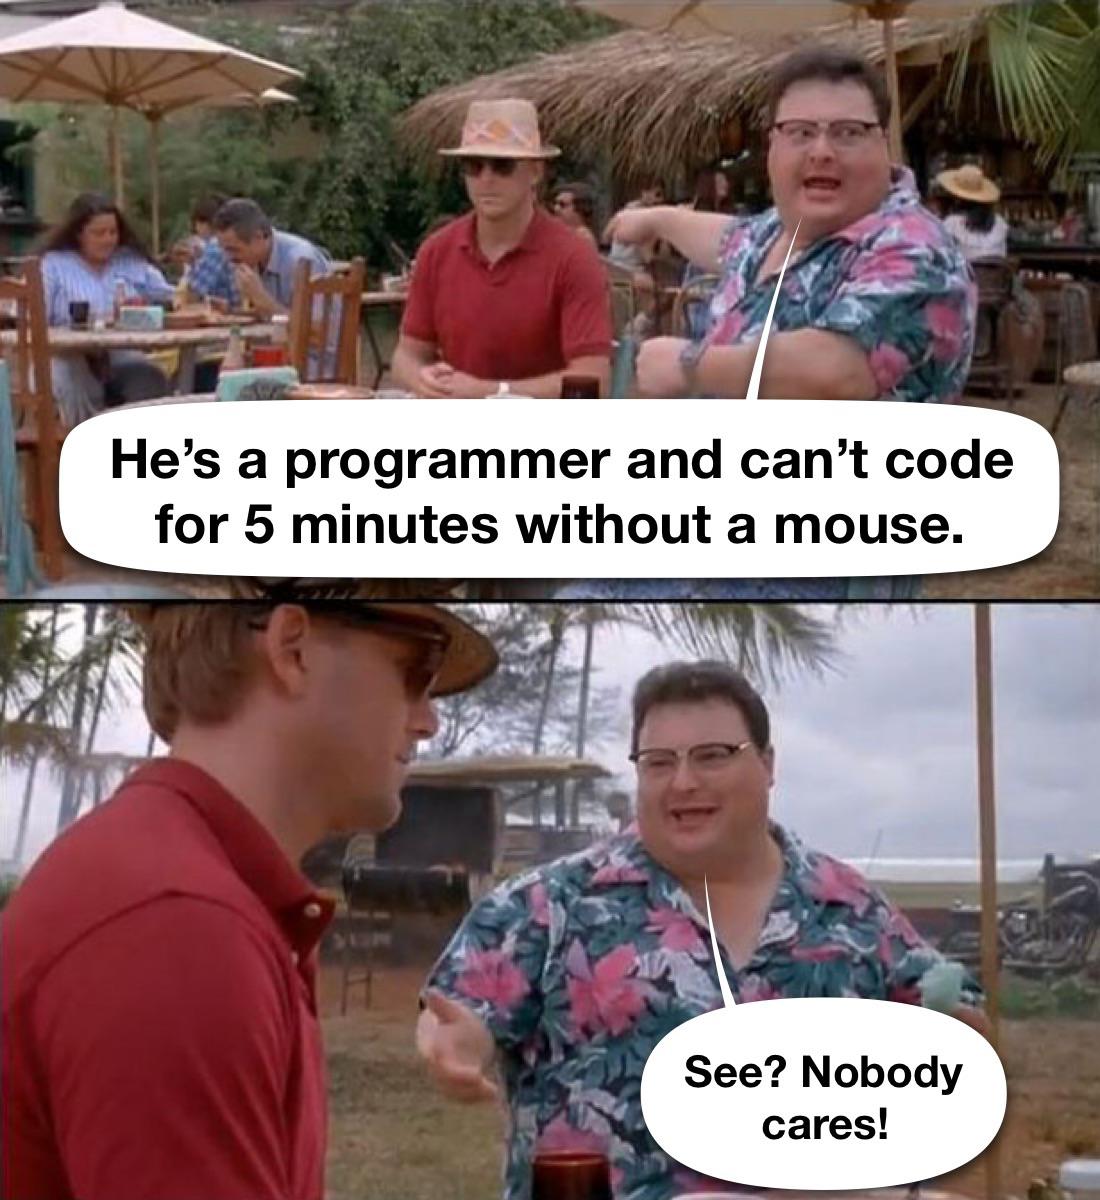 He’s a programmer and can’t code
for 5 minutes without a mouse.
See? Nobody
cares!